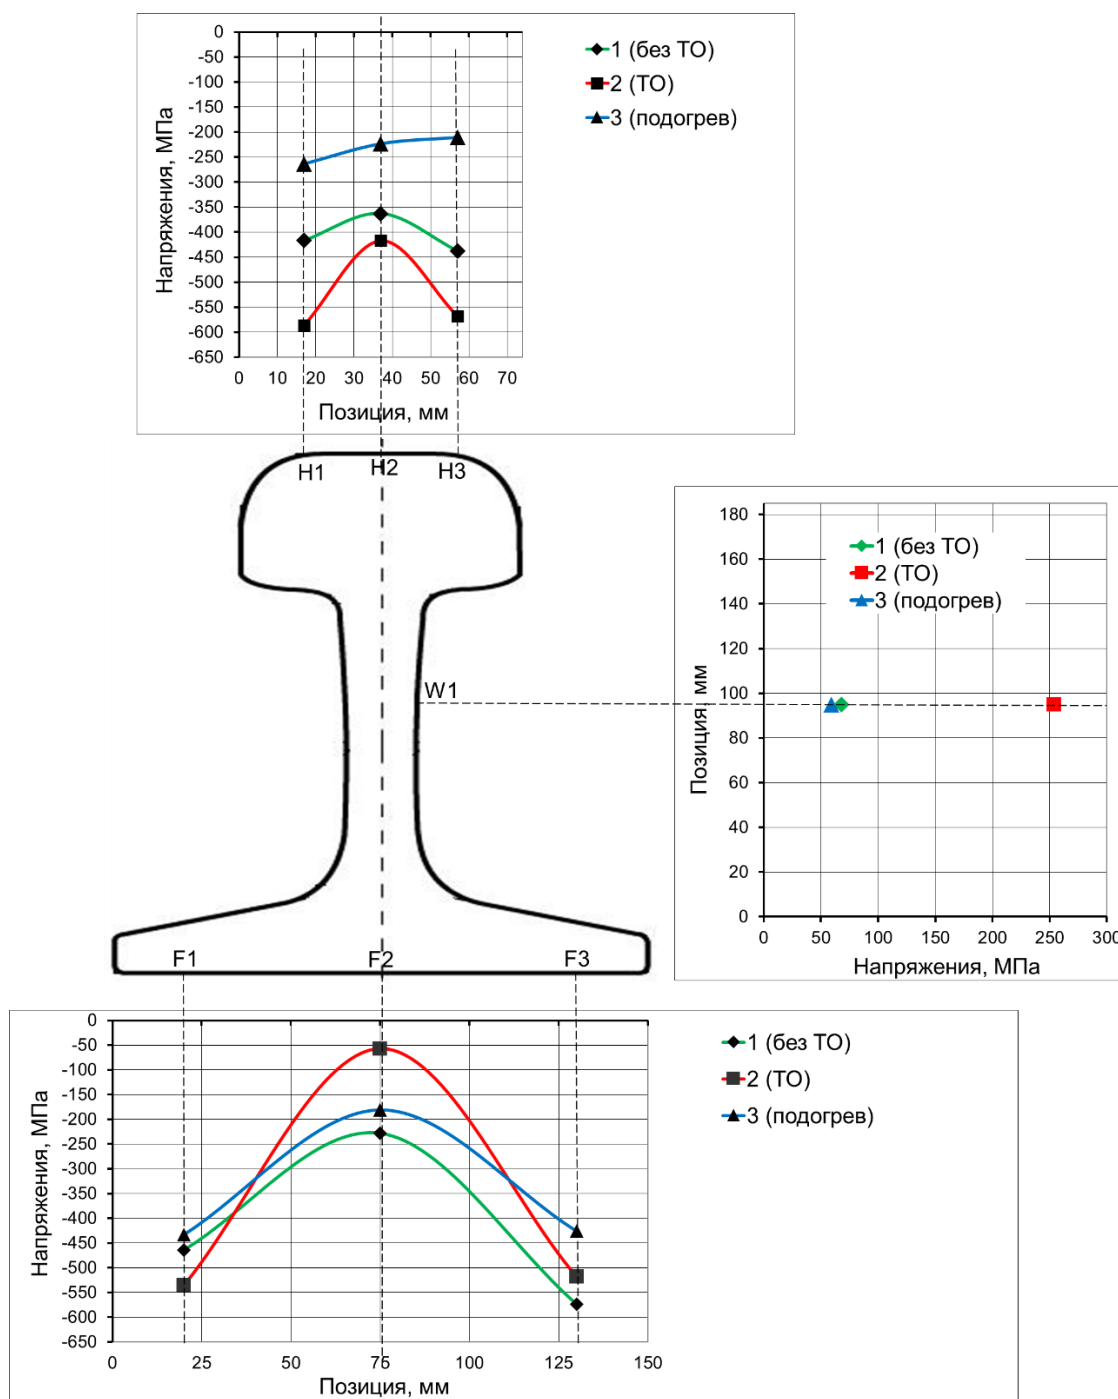 0
-50
-100
-150
-200
-250
-300
-350
-400
-450
-500
-550
-600
-650
Напряжения, МПа
0 10 20 30 40 50 60 70
Позиция, мм
1 (без ТО)
2 (ТО)
3 (подогрев)
H1 H2 H3
W1
F1 F2 F3
180
160
140
120
100
80
60
40
20
0
Позиция, мм
1 (без ТО)
2 (ТО)
3 (подогрев)
0 50 100 150 200 250 300
Напряжения, МПа
0
-50
-100
-150
-200
-250
-300
-350
-400
-450
-500
-550
-600
-650
Напряжения, МПа
0 25 50 75 100 125 150
Позиция, мм
1 (без ТО)
2 (ТО)
3 (подогрев)